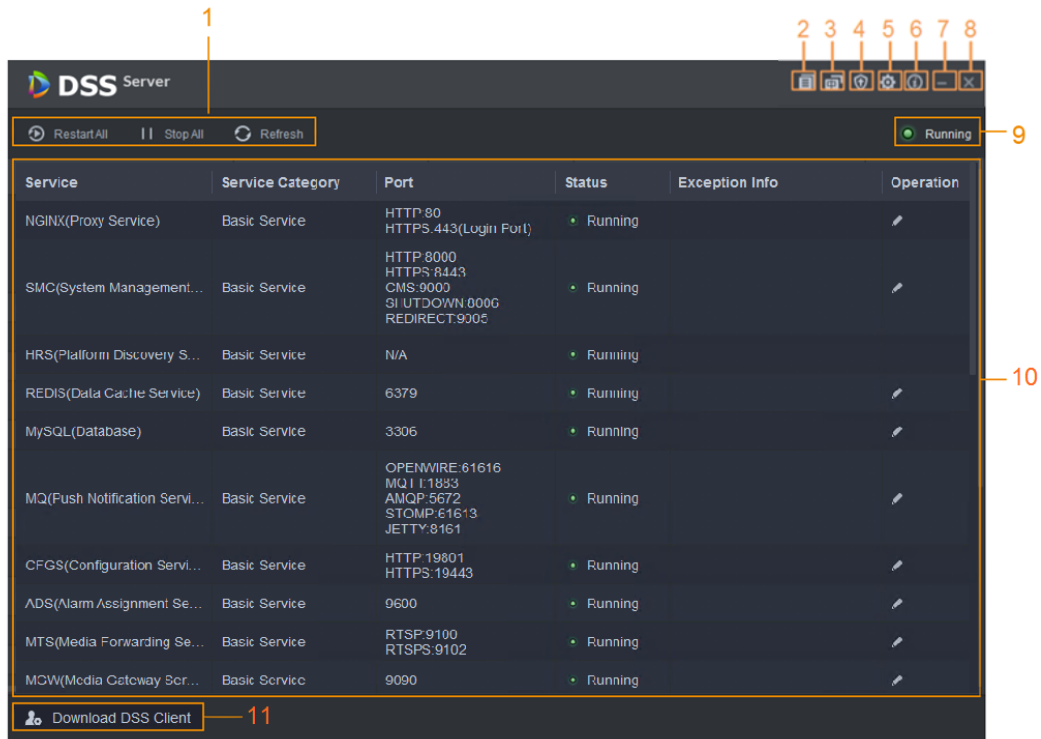 1
2 3 4 5 6 7 8
DSS Server
Restart All Stop All Refresh
Running 9
Service Service Category Port Status Exception Info Operation
NGINX(Proxy Service) Basic Service HTTP:80 Running
HTTPS:443(Login Port)
HTTP:8000
HTTPS:8443
SMC(System Management... Basic Service CMS:9000 Running
SHUTDOWN:8006
REDIRECT:9005
HRS(Platform Discovery S... Basic Service N/A Running
10
REDIS(Data Cache Service) Basic Service 6379 Running
MySQL(Database) Basic Service 3306 Running
OPENWIRE:61616
MQTT:1883
MQ(Push Notification Servi... Basic Service AMQP:5672 Running
STOMP:61613
JETTY:8161
CFGS(Configuration Servi... Basic Service HTTP:19801 Running
HTTPS:19443
ADS(Alarm Assignment Se... Basic Service 9600 Running
MTS(Media Forwarding Se... Basic Service RTSP:9100 Running
RTSPS:9102
MGW(Media Gateway Ser... Basic Service 9090 Running
Download DSS Client 11